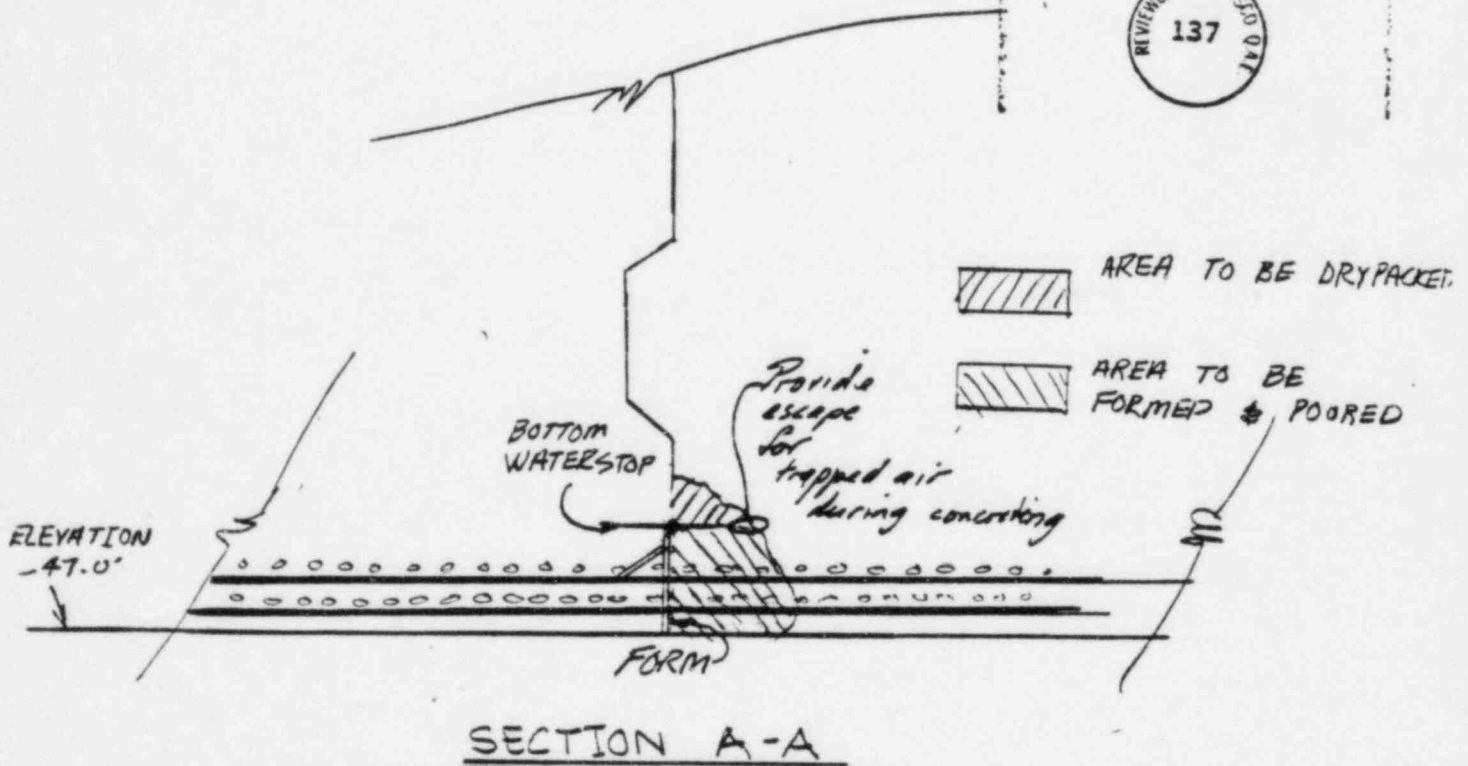 137
AREA TO BE DRYPACKET.
AREA TO BE
FORMED & POORED
Provide
escape
for
trapped air
during concreting
BOTTOM
WATERSTOP
ELEVATION
-47.0'
FORM
SECTION A-A